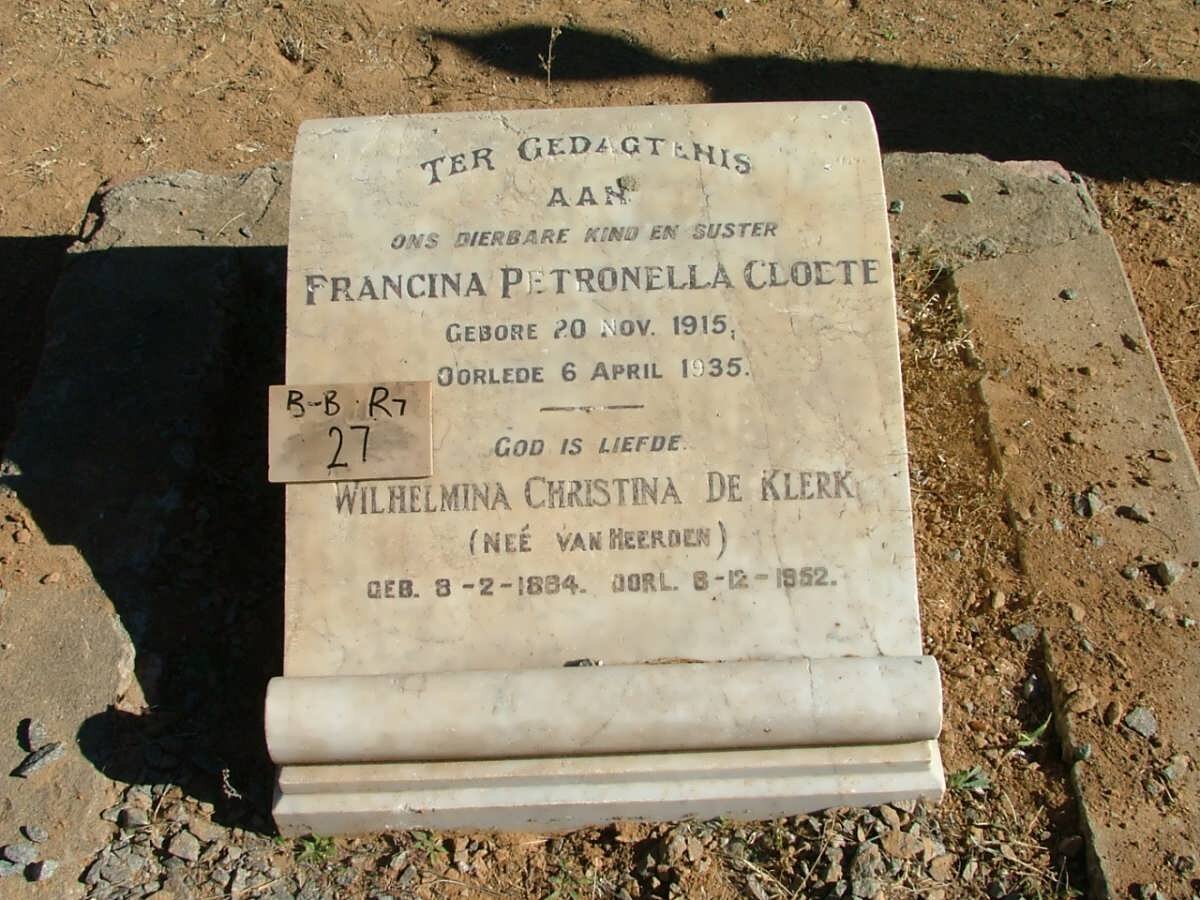 TER GEDAGTENIS
AAN
ONS DIERBARE KIND EN SUSTER
FRANCINA PETRONELLA CLOETE
GEBORE 20 NOV. 1915,
OORLEDE 6 APRIL 1935.
B-B R7
27
GOD IS LIEFDE.
WILHELMINA CHRISTINA DE KLERK
(NEÉ VAN HEERDEN)
GEB. 8-2-1884. OORL. 8-12-1952.